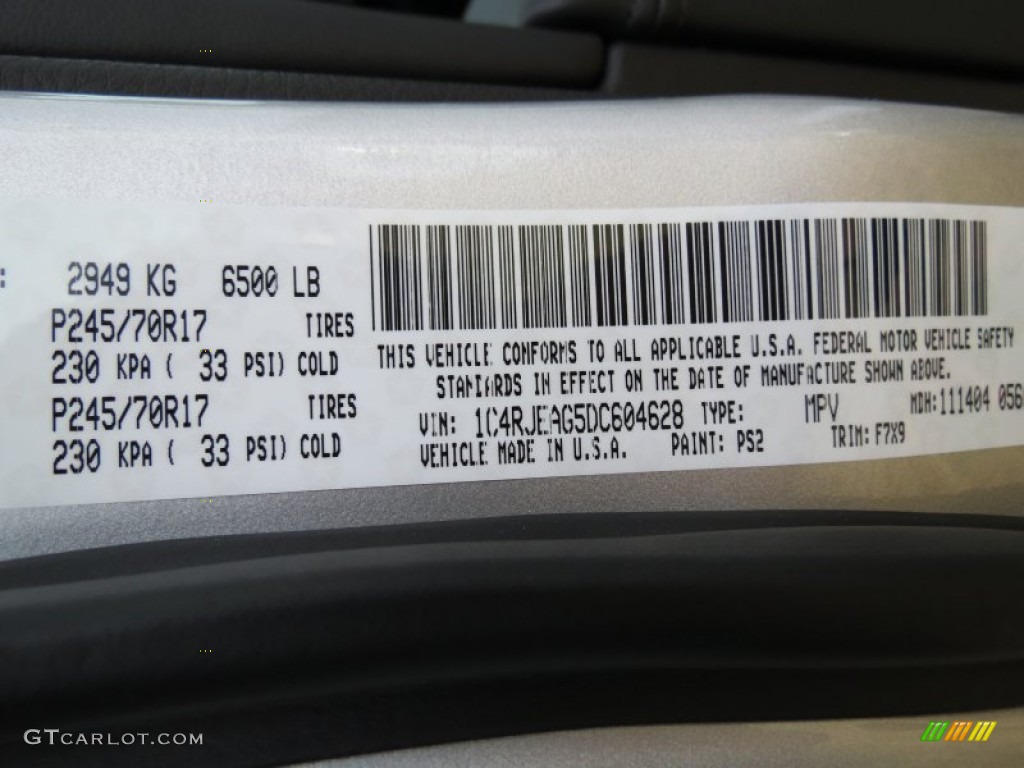 : 2949 KG 6500 LB
P245/70R17 TIRES
230 KPA ( 33 PSI) COLD
P245/70R17 TIRES
230 KPA ( 33 PSI) COLD
THIS VEHICLE CONFORMS TO ALL APPLICABLE U.S.A. FEDERAL MOTOR VEHICLE SAFETY
STANDARDS IN EFFECT ON THE DATE OF MANUFACTURE SHOWN ABOVE.
VIN: 1C4RJEAG5DC604628 TYPE: MPV MDH:111404 056
VEHICLE MADE IN U.S.A. PAINT: PS2 TRIM: F7X9
GTCARLOT.COM